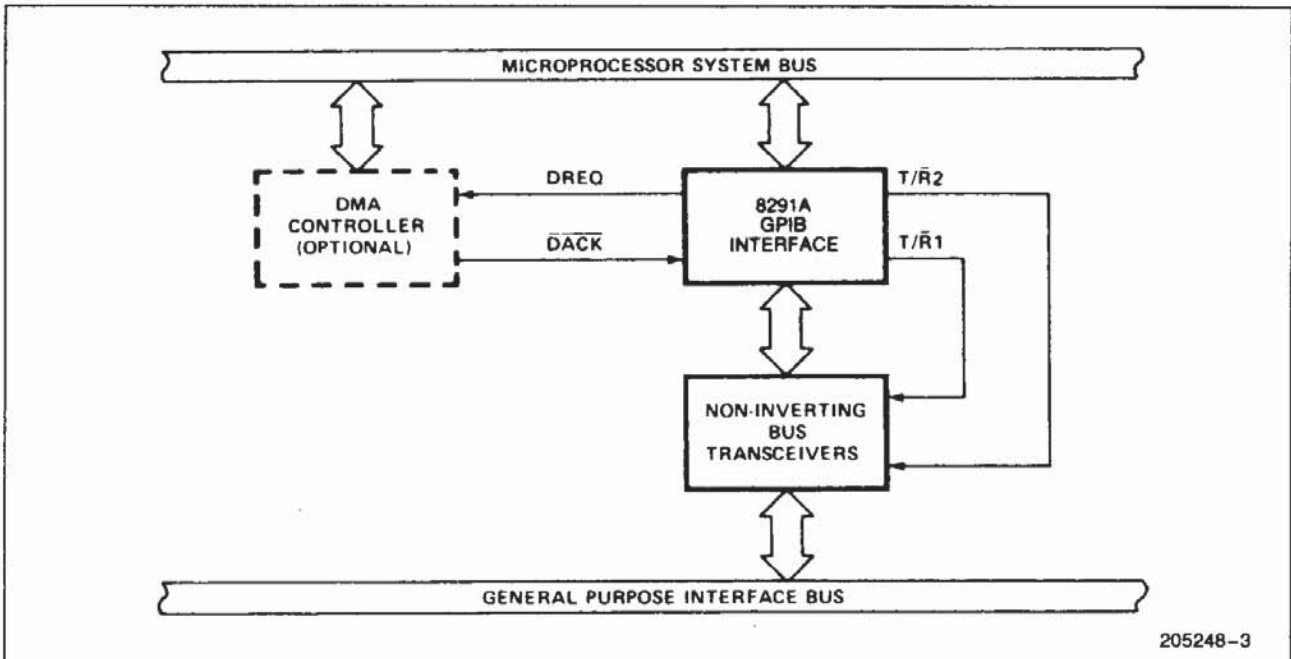 MICROPROCESSOR SYSTEM BUS
DMA
CONTROLLER
(OPTIONAL)
DREQ
D̅A̅C̅K̅
8291A
GPIB
INTERFACE
T/R̅2
T/R̅1
NON-INVERTING
BUS
TRANSCEIVERS
GENERAL PURPOSE INTERFACE BUS
205248-3